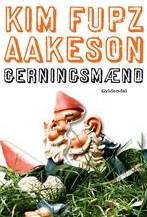 KIM FUPZ
AAKESON
GERNINGSMÆND
Gyldendal